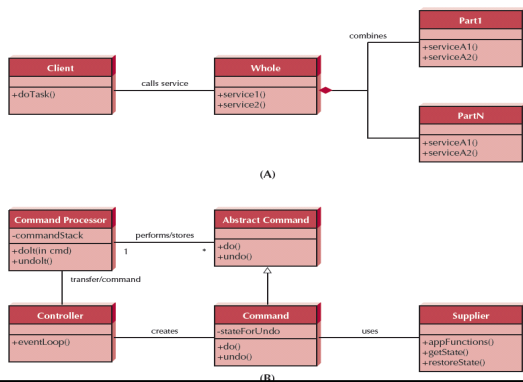 Part1
combines
+serviceA1()
+serviceA2()
Client
Whole
+doTask()
calls service
+service1()
+service2()
PartN
+serviceA1()
+serviceA2()
(A)
Command Processor
Abstract Command
-commandStack
performs/stores
+doIt(in cmd)
+undoIt()
1
*
+do()
+undo()
transfer/command
Controller
Command
Supplier
+eventLoop()
creates
-stateForUndo
+do()
+undo()
uses
+appFunctions()
+getState()
+restoreState()
(B)